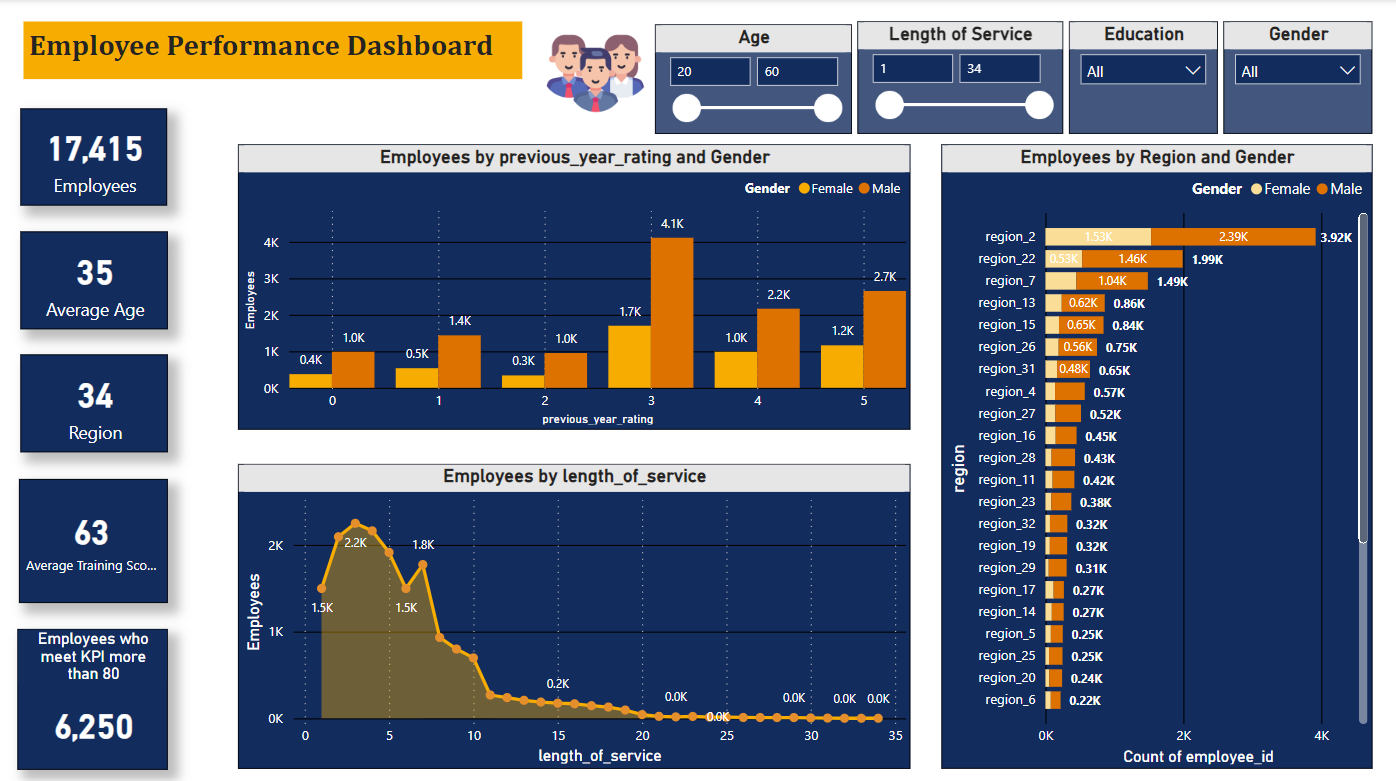 Employee Performance Dashboard
Age
20
60
Length of Service
1
34
Education
All
Gender
All
17,415
Employees
35
Average Age
34
Region
63
Average Training Sco...
Employees who
meet KPI more
than 80
6,250
Employees by previous_year_rating and Gender
Gender Female Male
Employees
4K
3K
2K
1K
0K
0.4K
1.0K
0.5K
1.4K
0.3K
1.0K
1.7K
4.1K
1.0K
2.2K
1.2K
2.7K
0 1 2 3 4 5
previous_year_rating
Employees by length_of_service
Employees
2K
1K
0K
1.5K
2.2K
1.5K
1.8K
0.2K
0.0K
0.0K
0.0K
0.0K
0.0K
0 5 10 15 20 25 30 35
length_of_service
Employees by Region and Gender
Gender Female Male
region
region_2 1.53K 2.39K 3.92K
region_22 0.53K 1.46K 1.99K
region_7 1.04K 1.49K
region_13 0.62K 0.86K
region_15 0.65K 0.84K
region_26 0.56K 0.75K
region_31 0.48K 0.65K
region_4 0.57K
region_27 0.52K
region_16 0.45K
region_28 0.43K
region_11 0.42K
region_23 0.38K
region_32 0.32K
region_19 0.32K
region_29 0.31K
region_17 0.27K
region_14 0.27K
region_5 0.25K
region_25 0.25K
region_20 0.24K
region_6 0.22K
0K 2K 4K
Count of employee_id